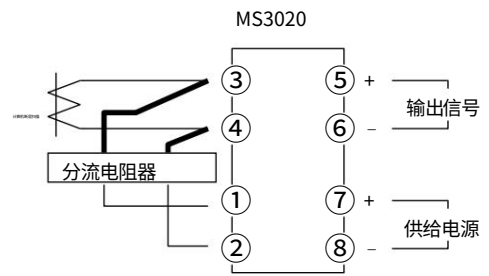 MS3020
③ ⑤ +
输出信号
④ ⑥ –
分流电阻器
① ⑦ +
供给电源
② ⑧ –